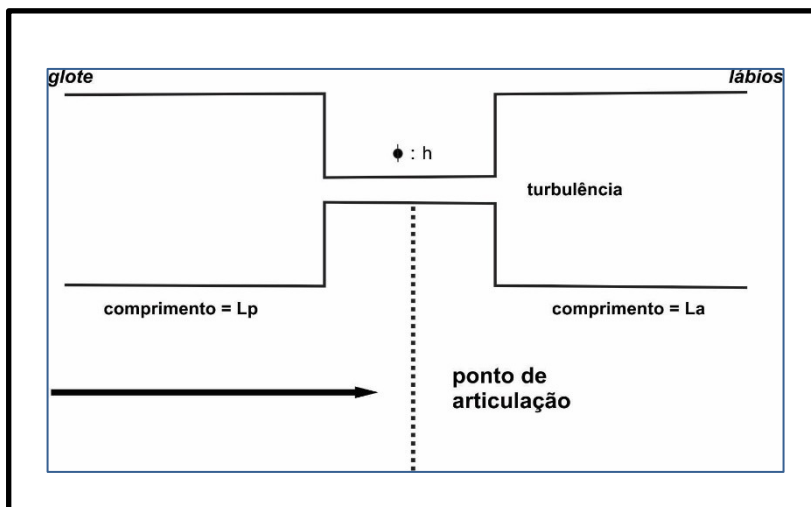 glote
lábios
ϕ : h
turbulência
comprimento = Lp
comprimento = La
ponto de
articulação